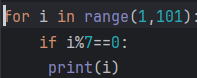 for i in range(1,101):
    if i%7==0:
     print(i)